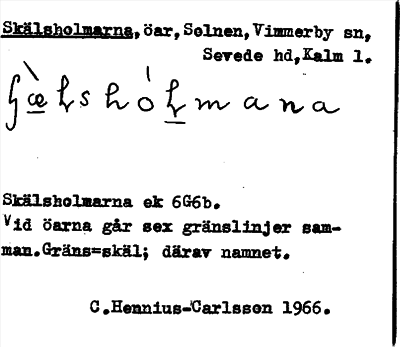 Skälsholmarna, öar, Solnen, Vimmerby sn,
Sevede hd, Kalm l.
Skälsholmarna ek 6G6b.
Vid öarna går sex gränslinjer sam-
man. Gräns=skäl; därav namnet.
C.Hennius-Carlsson 1966.